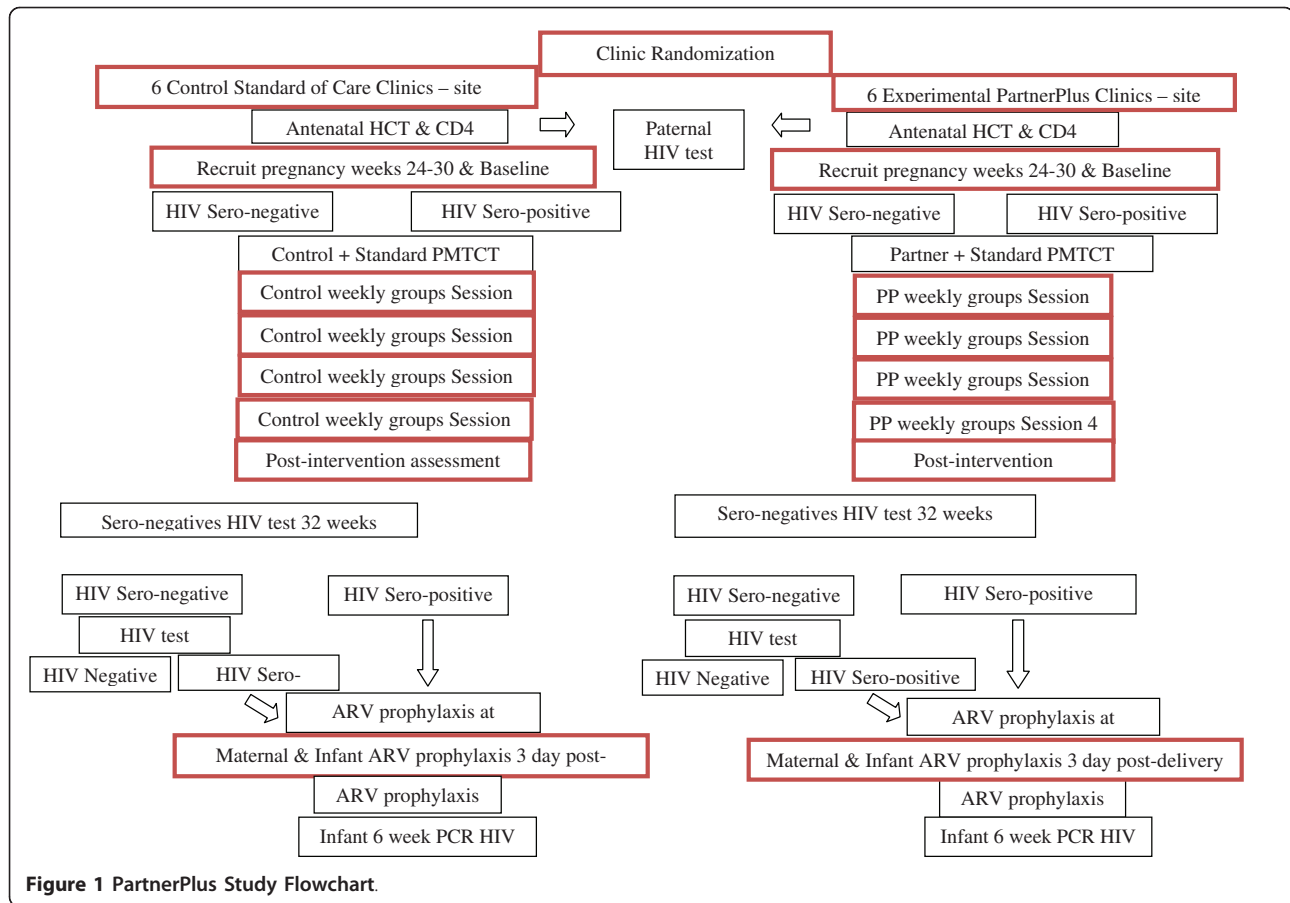 Clinic Randomization
6 Control Standard of Care Clinics – site
6 Experimental PartnerPlus Clinics – site
Antenatal HCT & CD4
Paternal
HIV test
Antenatal HCT & CD4
Recruit pregnancy weeks 24-30 & Baseline
Recruit pregnancy weeks 24-30 & Baseline
HIV Sero-negative
HIV Sero-positive
HIV Sero-negative
HIV Sero-positive
Control + Standard PMTCT
Partner + Standard PMTCT
Control weekly groups Session
PP weekly groups Session
Control weekly groups Session
PP weekly groups Session
Control weekly groups Session
PP weekly groups Session
Control weekly groups Session
PP weekly groups Session 4
Post-intervention assessment
Post-intervention
Sero-negatives HIV test 32 weeks
Sero-negatives HIV test 32 weeks
HIV Sero-negative
HIV Sero-positive
HIV Sero-negative
HIV Sero-positive
HIV test
HIV test
HIV Negative
HIV Sero-
HIV Negative
HIV Sero-positive
ARV prophylaxis at
ARV prophylaxis at
Maternal & Infant ARV prophylaxis 3 day post-
Maternal & Infant ARV prophylaxis 3 day post-delivery
ARV prophylaxis
ARV prophylaxis
Infant 6 week PCR HIV
Infant 6 week PCR HIV
Figure 1 PartnerPlus Study Flowchart.